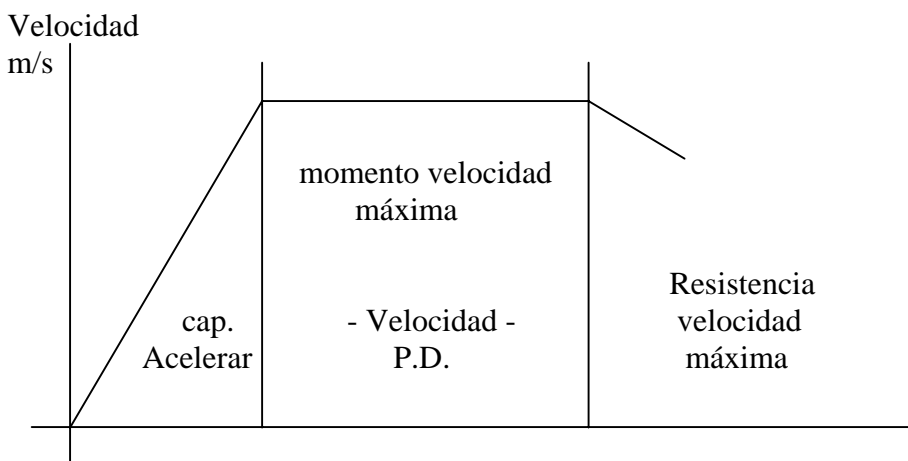 Velocidad
m/s
momento velocidad
máxima
cap.
Acelerar
- Velocidad -
P.D.
Resistencia
velocidad
máxima